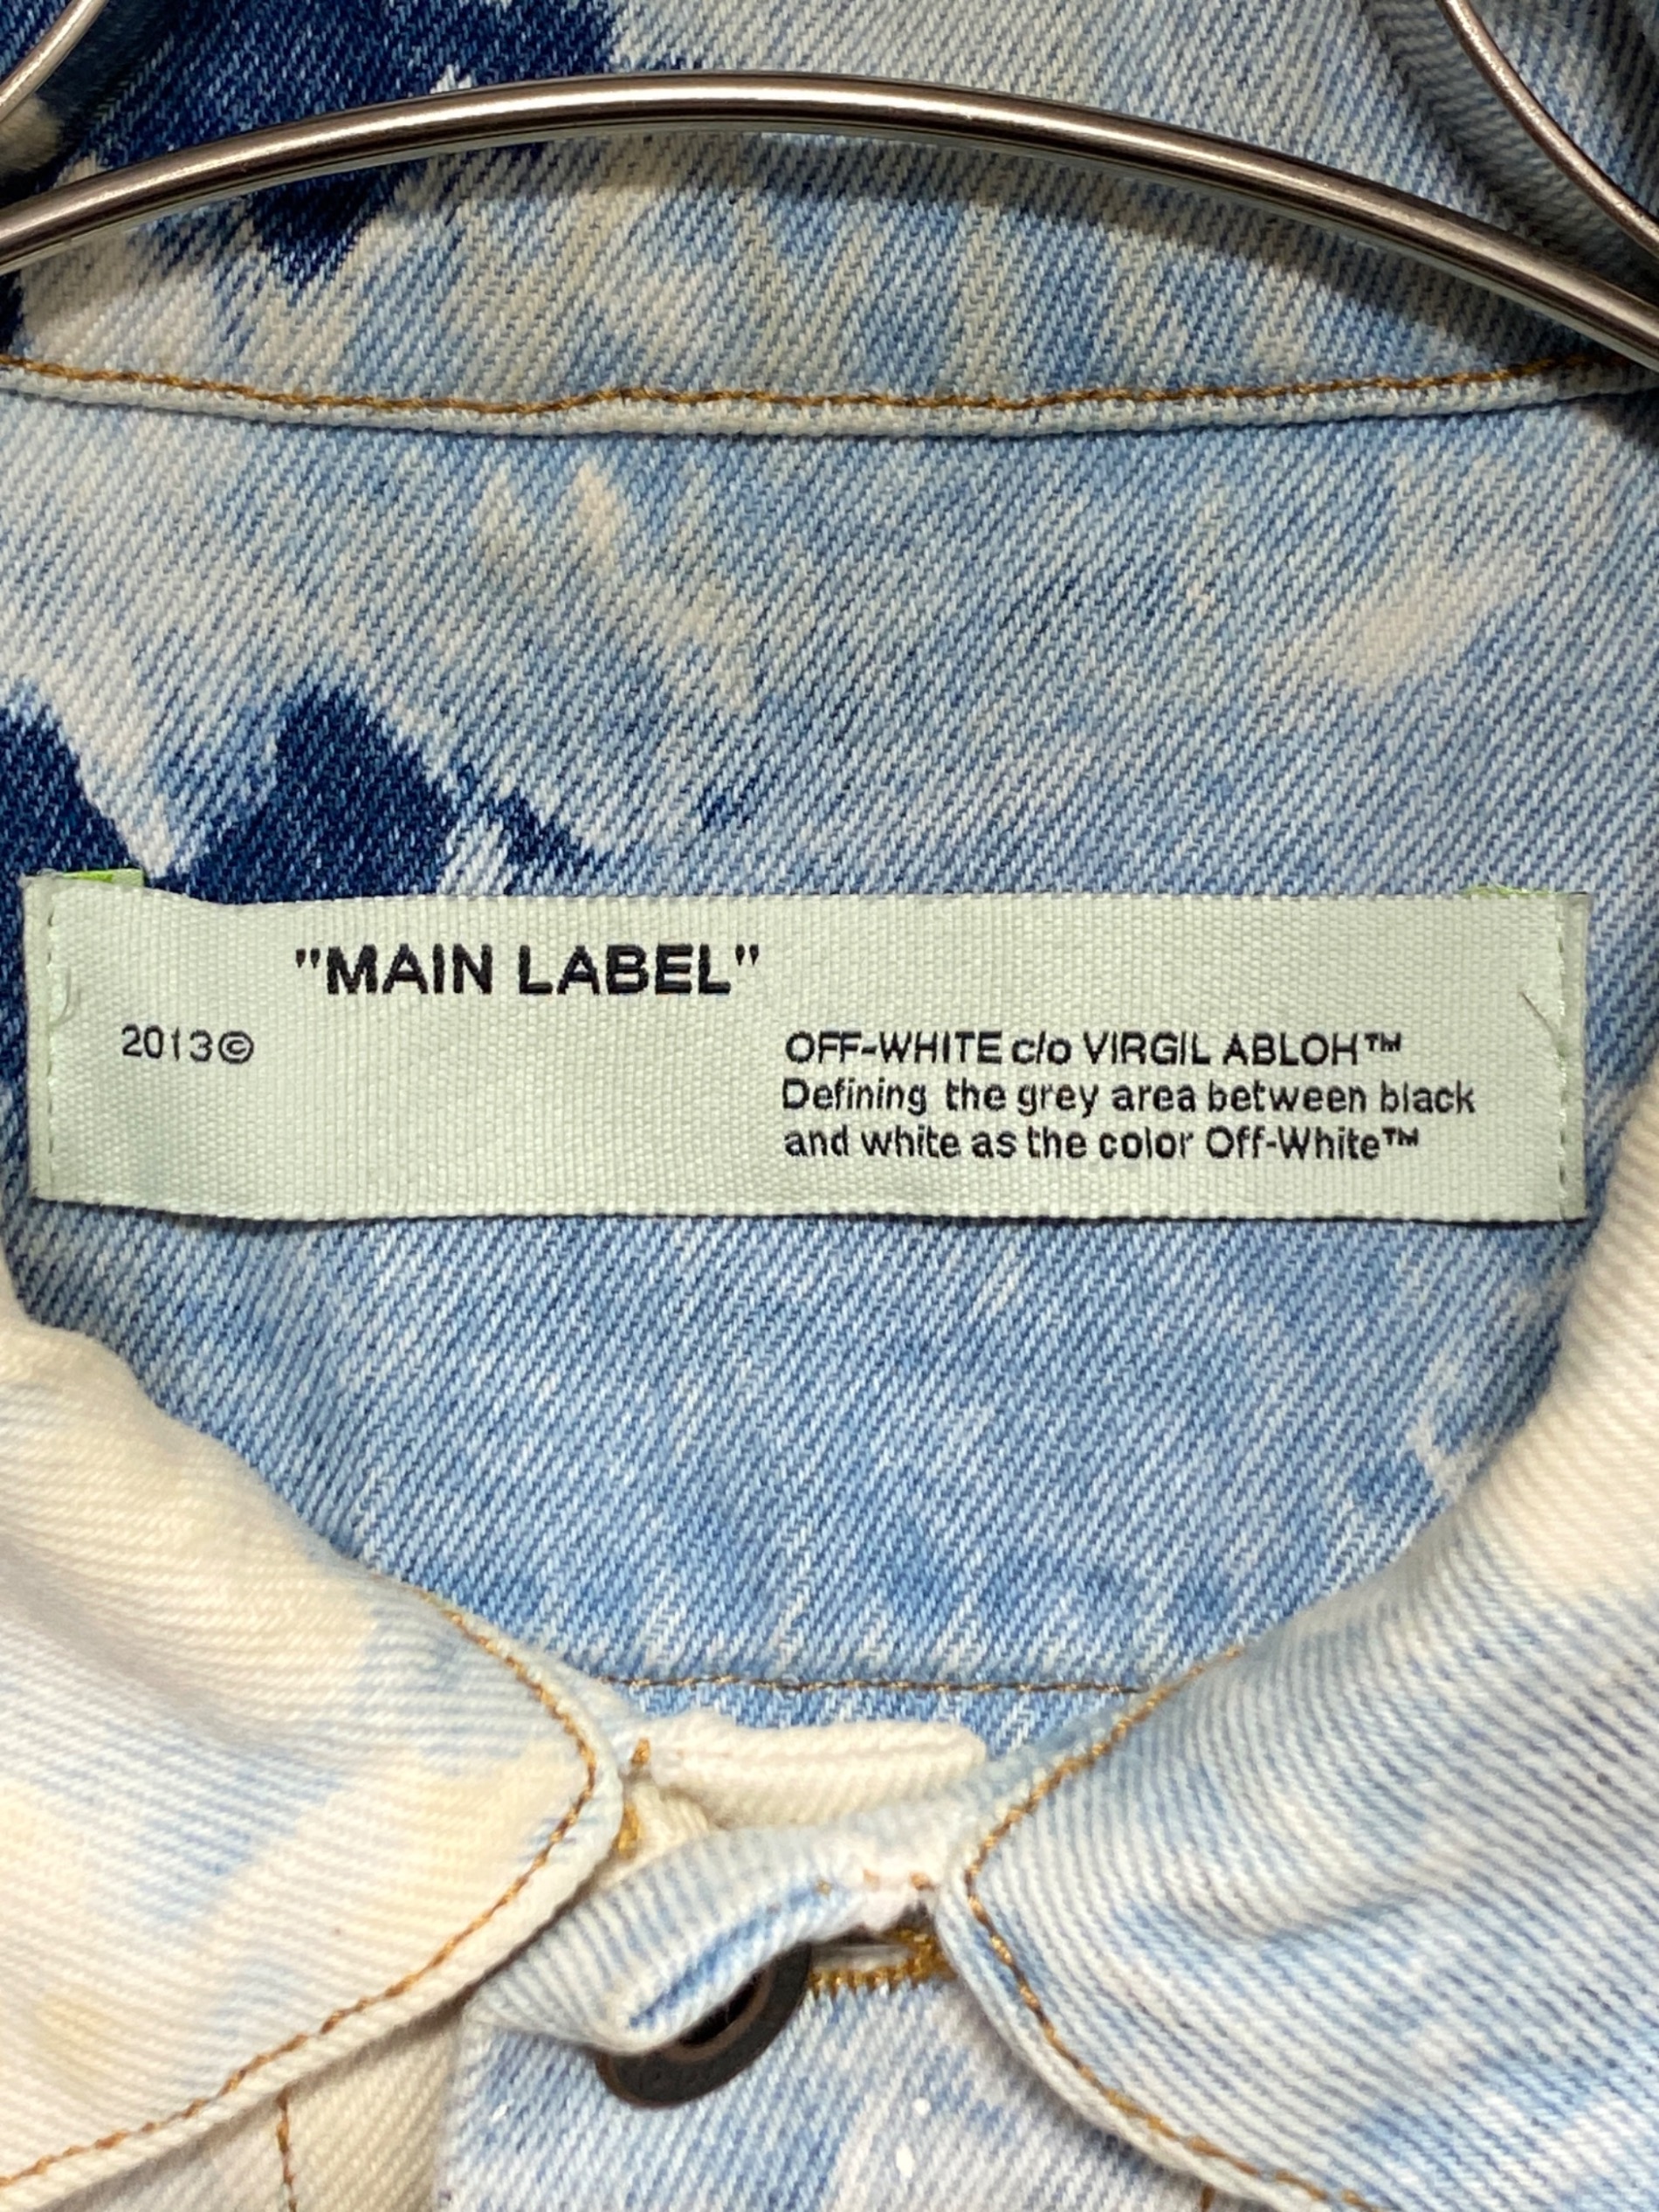 "MAIN LABEL"
2013©
OFF-WHITE c/o VIRGIL ABLOH™
Defining the grey area between black
and white as the color Off-White™